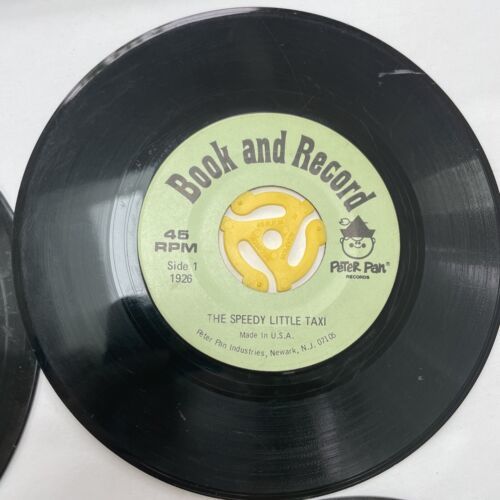 Book and Record
45
RPM
Side 1
1926
PETER PAN®
RECORDS
THE SPEEDY LITTLE TAXI
Made in U.S.A.
Peter Pan Industries, Newark, N.J. 07105